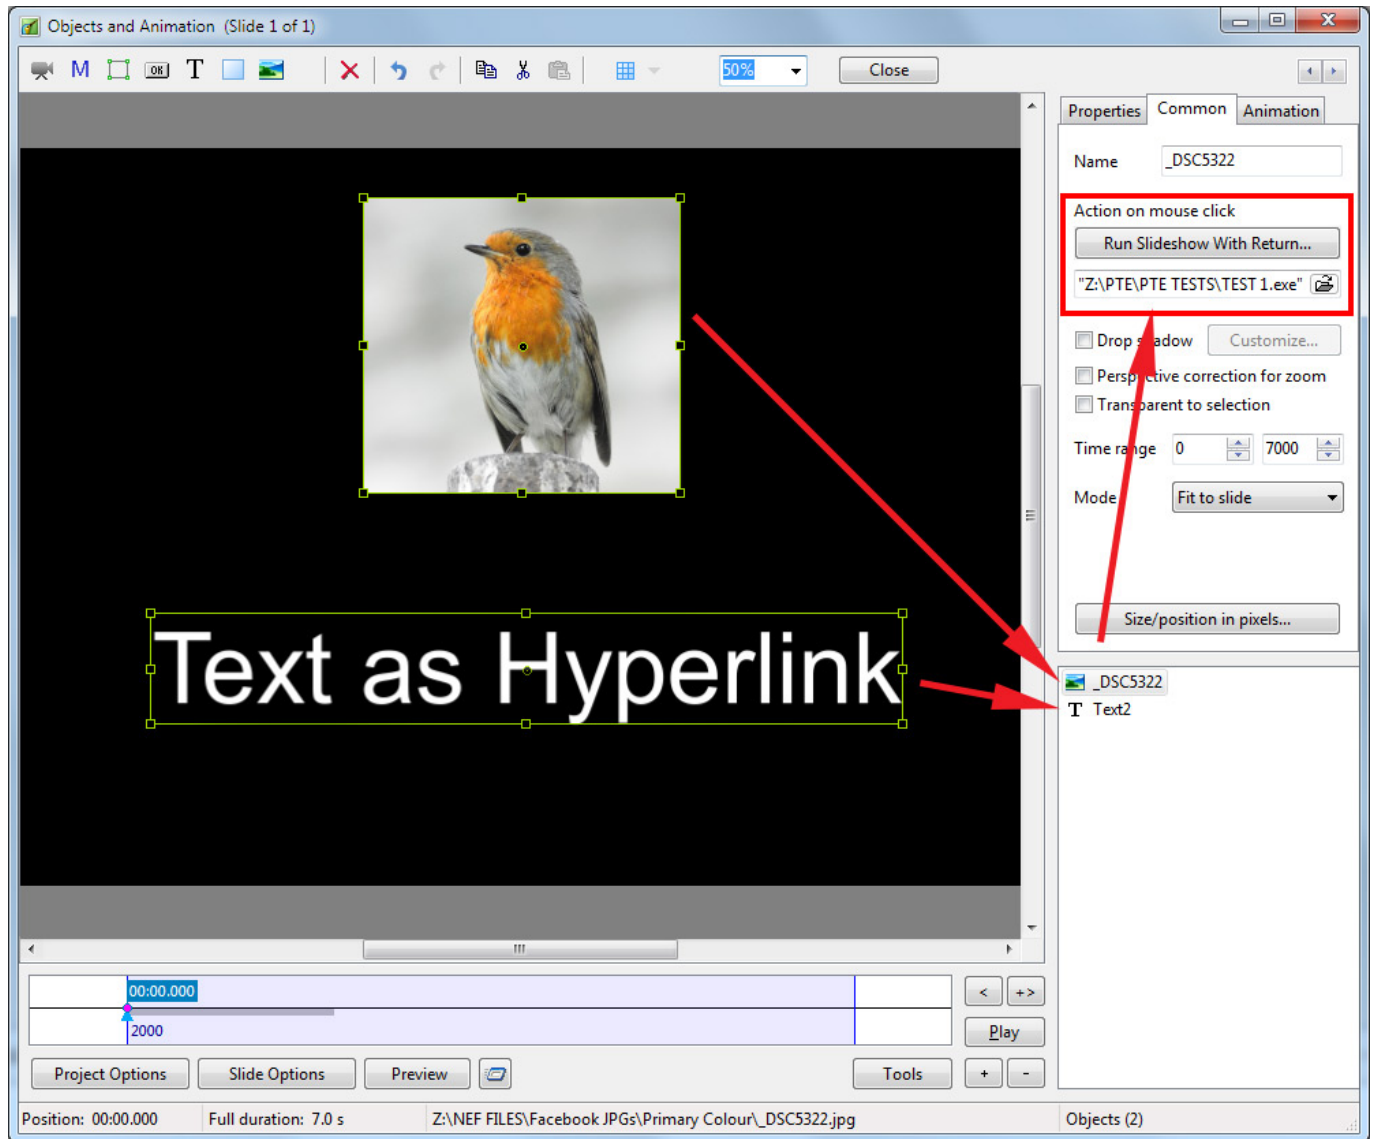 Objects and Animation (Slide 1 of 1)
M OK T 50% Close
Properties Common Animation
Name _DSC5322
Action on mouse click
Run Slideshow With Return...
"Z:\PTE\PTE TESTS\TEST 1.exe"
Drop shadow Customize...
Perspective correction for zoom
Transparent to selection
Time range 0 7000
Mode Fit to slide
Size/position in pixels...
Text as Hyperlink
_DSC5322
T Text2
00:00.000
2000
< +>
Play
Project Options Slide Options Preview Tools + -
Position: 00:00.000 Full duration: 7.0 s Z:\NEF FILES\Facebook JPGs\Primary Colour\_DSC5322.jpg Objects (2)